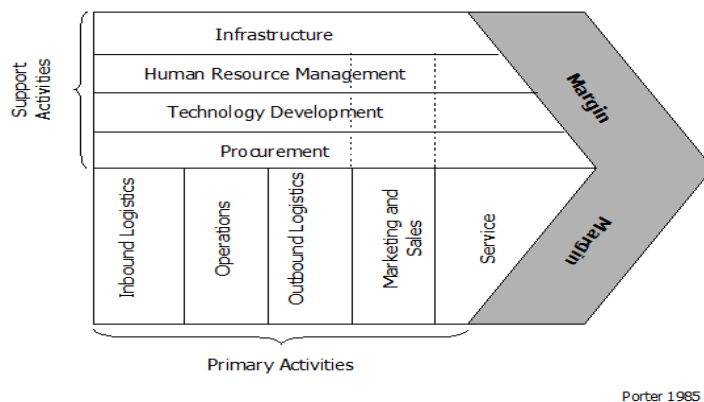 Infrastructure
Human Resource Management
Technology Development
Procurement
Support
Activities
Margin
Inbound Logistics
Operations
Outbound Logistics
Marketing and
Sales
Service
Margin
Primary Activities
Porter 1985